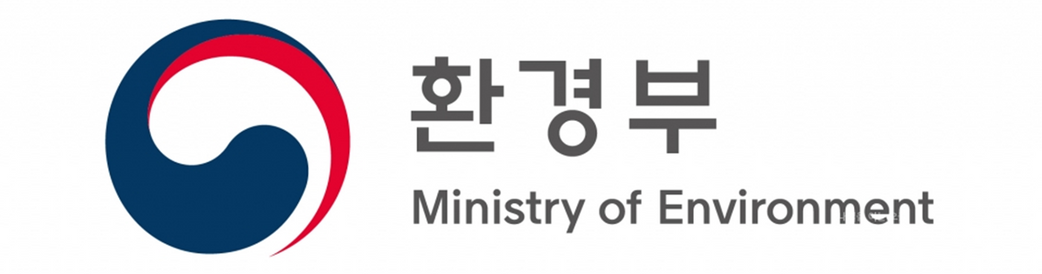 환경부
Ministry of Environment